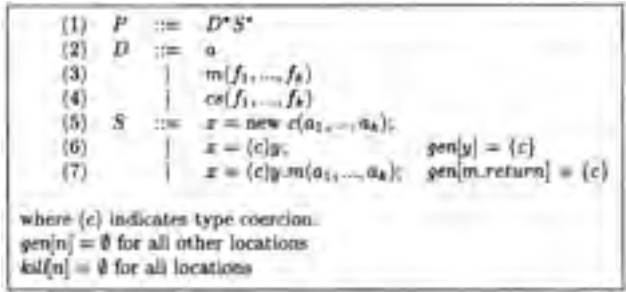 (1) P ::= D*S*
(2) D ::= a
(3) | m(f₁,...,fₖ)
(4) | cs(f₁,...,fₖ)
(5) S ::= x = new c(a₁,...,aₖ);
(6) | x = (c)y; gen[y] = {c}
(7) | x = (c)y.m(a₁,...,aₖ); gen[m.return] = {c}
where (c) indicates type coercion.
gen[n] = ∅ for all other locations
kill[n] = ∅ for all locations